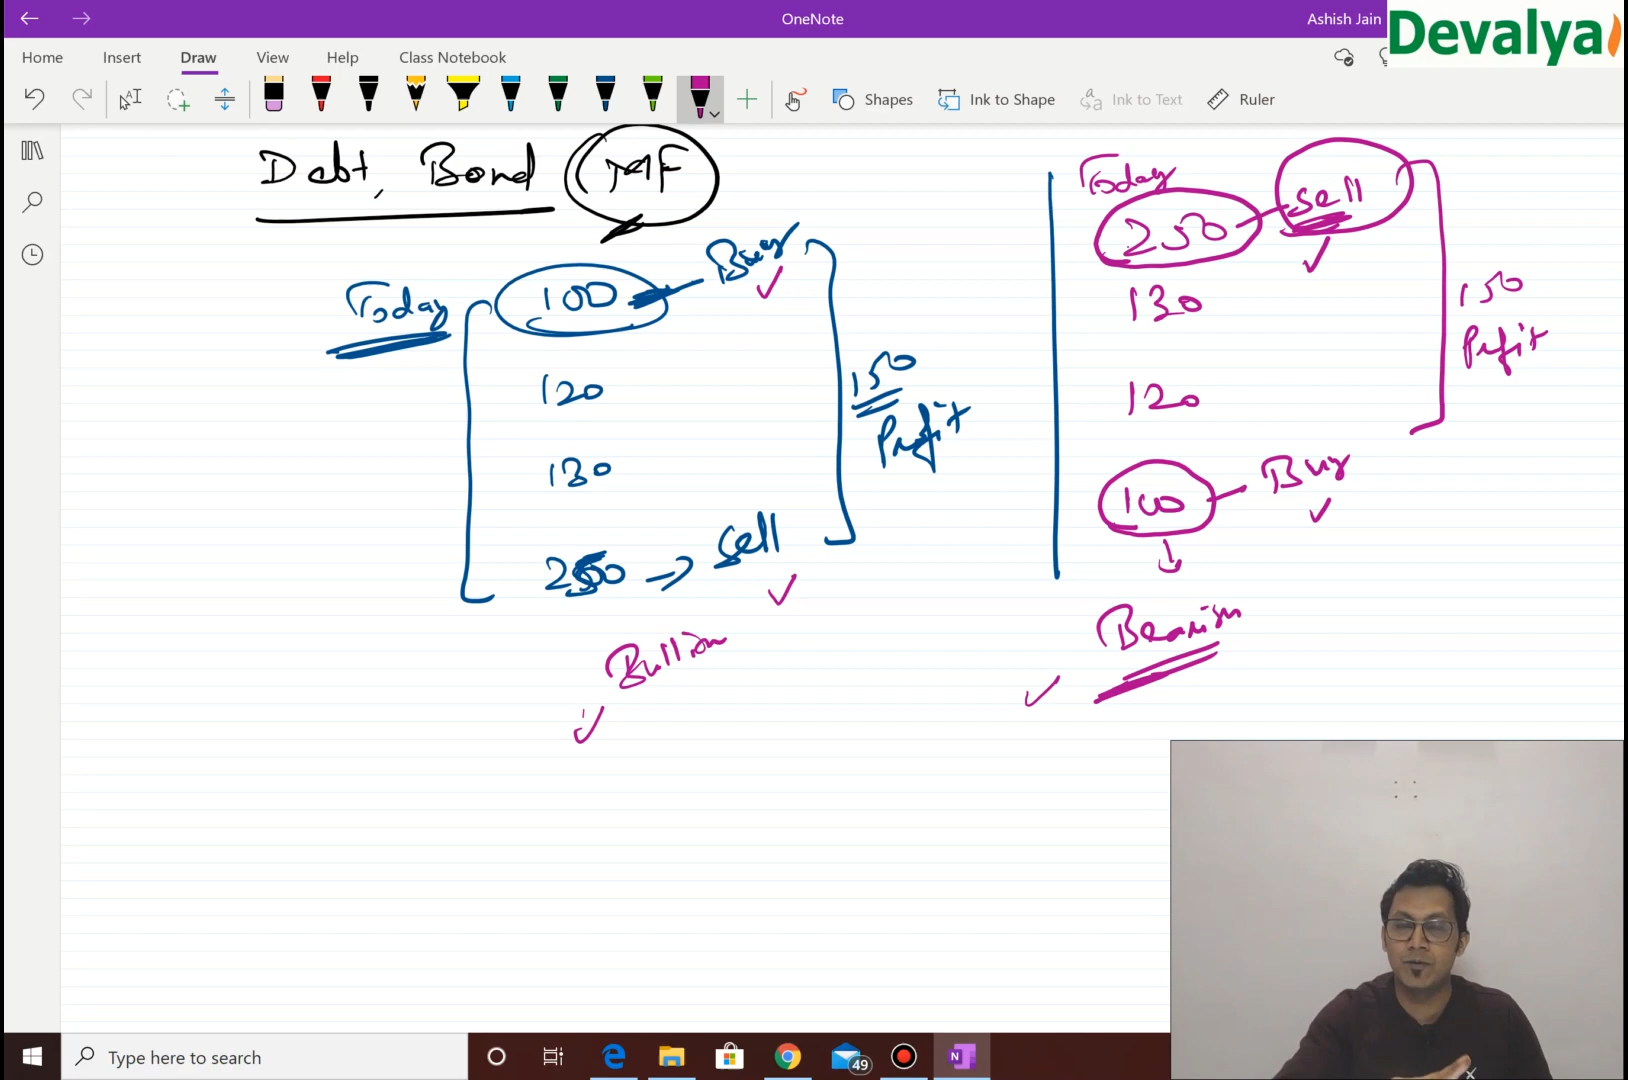 OneNote
Ashish Jain
Devalya
Home Insert Draw View Help Class Notebook
Shapes Ink to Shape Ink to Text Ruler
Debt, Bond MF
Today 100 Buy
120
130
250 → sell
150
Profit
Bullion
Today
250 sell
130
120
100 Buy
150
Profit
Bearish
Type here to search
49
N